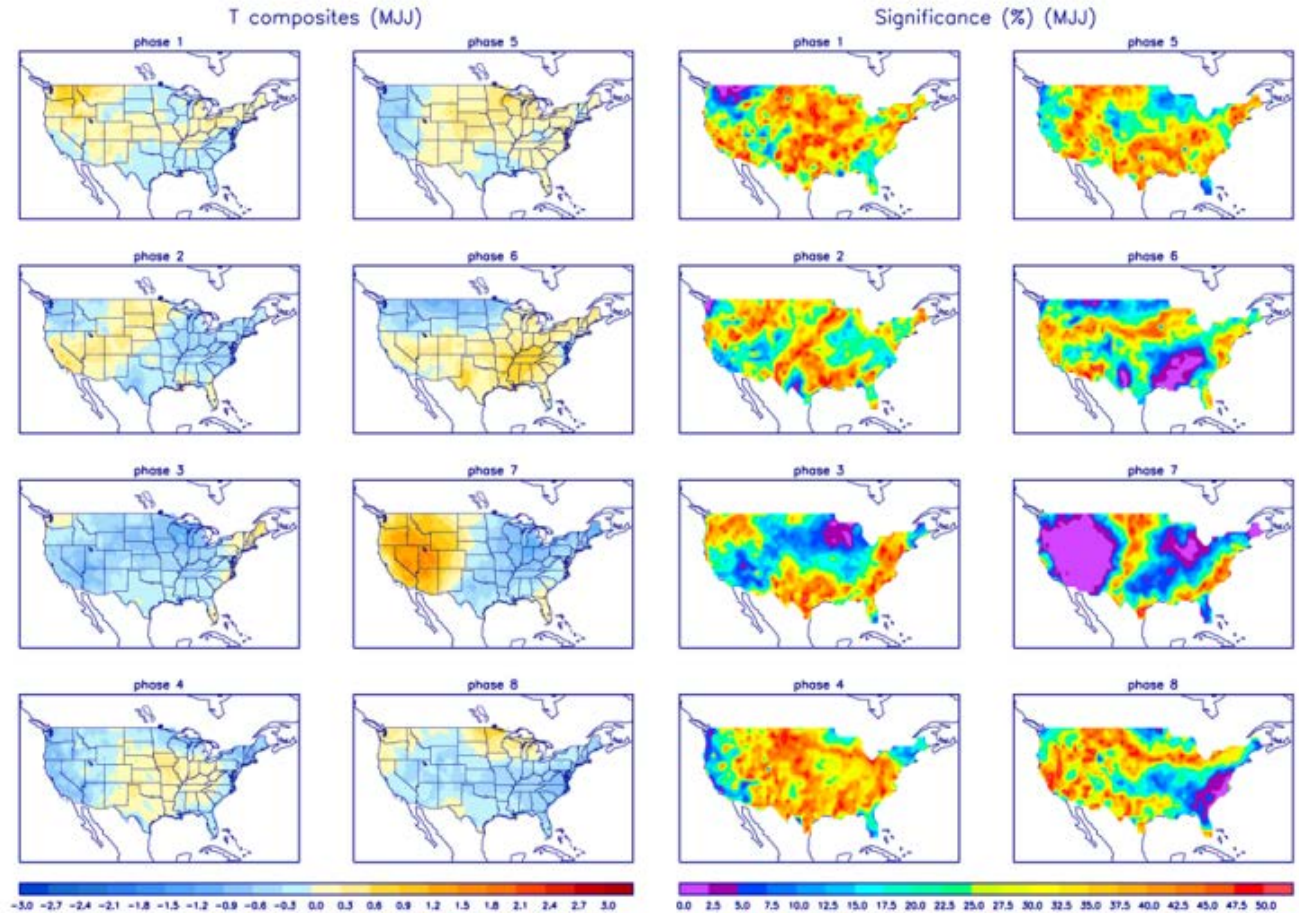 T composites (MJJ) Significance (%) (MJJ)
phase 1 phase 5 phase 1 phase 5
phase 2 phase 6 phase 2 phase 6
phase 3 phase 7 phase 3 phase 7
phase 4 phase 8 phase 4 phase 8
-3.0 -2.7 -2.4 -2.1 -1.8 -1.5 -1.2 -0.9 -0.6 -0.3 0.0 0.3 0.6 0.9 1.2 1.5 1.8 2.1 2.4 2.7 3.0 0.0 2.5 5.0 7.5 10.0 12.5 15.0 17.5 20.0 22.5 25.0 27.5 30.0 32.5 35.0 37.5 40.0 42.5 45.0 47.5 50.0